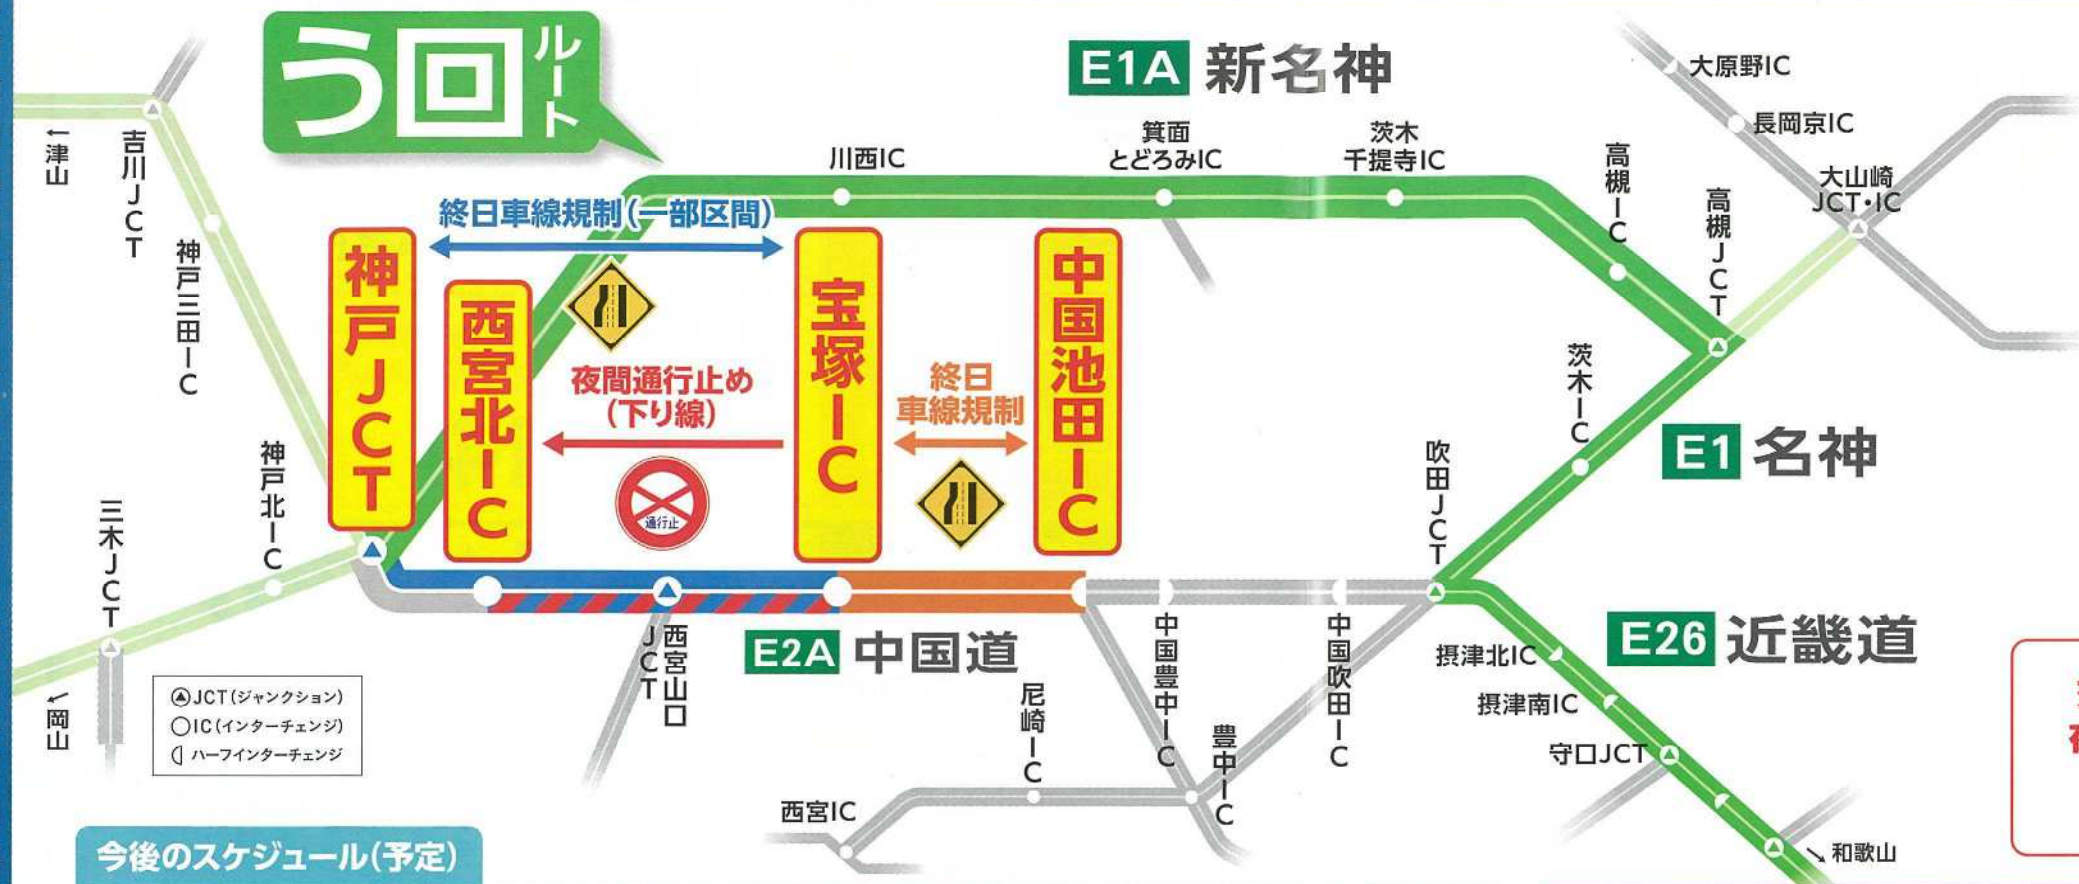 う回ルート
E1A 新名神
大原野IC
長岡京IC
大山崎
JCT・IC
←津山
吉川JCT
神戸三田IC
川西IC
箕面
とどろみIC
茨木
千提寺IC
高槻IC
高槻JCT
終日車線規制(一部区間)
神戸JCT
西宮北IC
宝塚IC
中国池田IC
夜間通行止め
(下り線)
通行止
終日
車線規制
茨木IC
E1 名神
吹田JCT
神戸北IC
三木JCT
←岡山
西宮山口
JCT
E2A 中国道
中国豊中IC
中国吹田IC
摂津北IC
摂津南IC
守口JCT
E26 近畿道
尼崎IC
豊中IC
西宮IC
→和歌山
JCT(ジャンクション)
IC(インターチェンジ)
ハーフインターチェンジ
今後のスケジュール(予定)